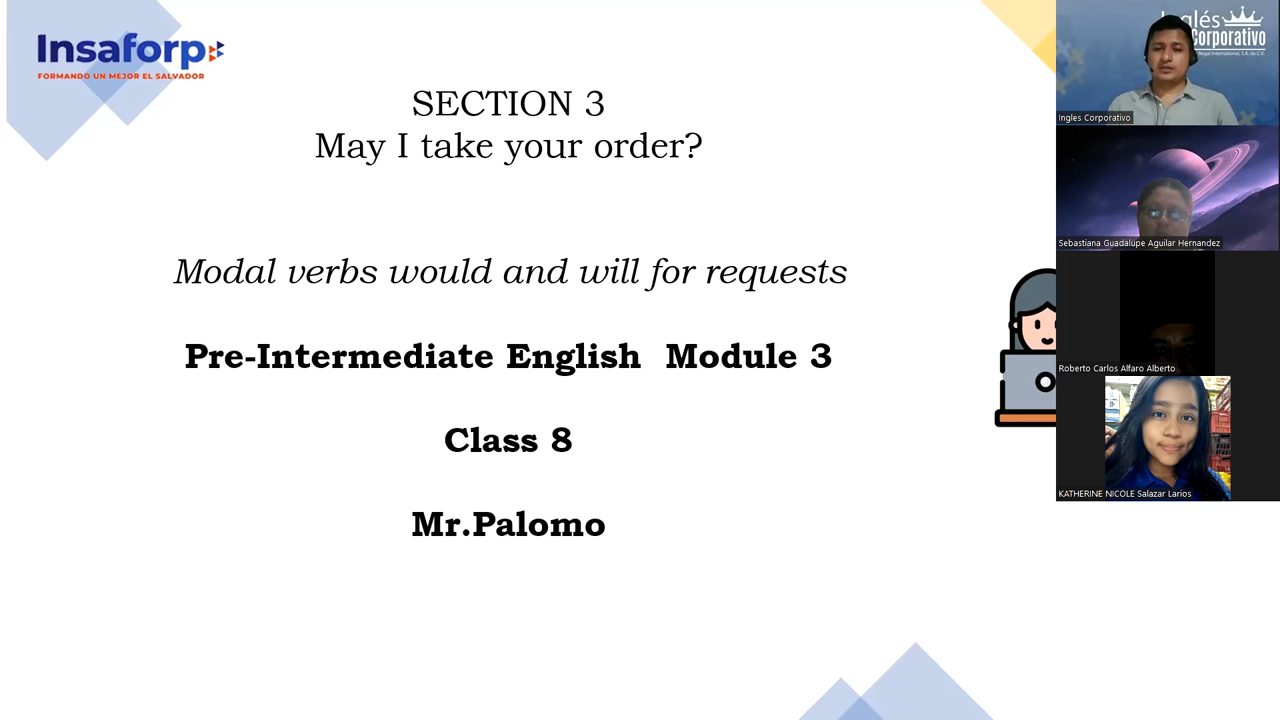 Insaforp
FORMANDO UN MEJOR EL SALVADOR
SECTION 3
May I take your order?
Modal verbs would and will for requests
Pre-Intermediate English Module 3
Class 8
Mr.Palomo
Inglés
Corporativo
Ingles Corporativo
Sebastiana Guadalupe Aguilar Hernandez
Roberto Carlos Alfaro Alberto
KATHERINE NICOLE Salazar Larios